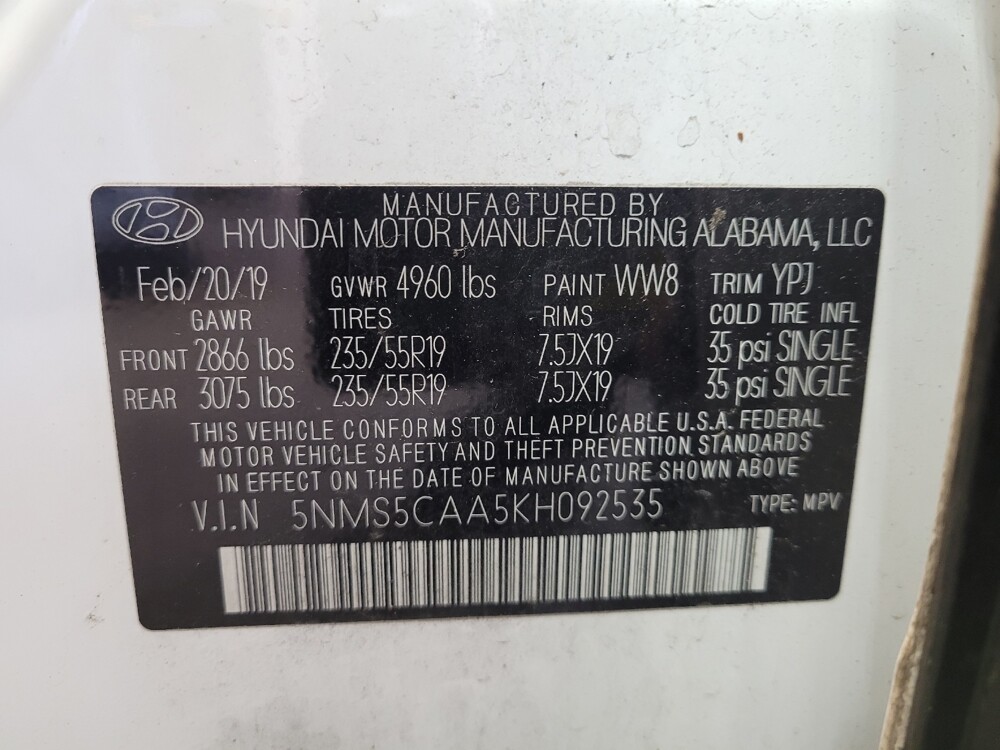 MANUFACTURED BY
HYUNDAI MOTOR MANUFACTURING ALABAMA, LLC
Feb/20/19 GVWR 4960 lbs PAINT WW8 TRIM YPJ
GAWR TIRES RIMS COLD TIRE INFL
FRONT 2866 lbs 235/55R19 7.5JX19 35 psi SINGLE
REAR 3075 lbs 235/55R19 7.5JX19 35 psi SINGLE
THIS VEHICLE CONFORMS TO ALL APPLICABLE U.S.A. FEDERAL
MOTOR VEHICLE SAFETY AND THEFT PREVENTION STANDARDS
IN EFFECT ON THE DATE OF MANUFACTURE SHOWN ABOVE
V.I.N 5NMS5CAA5KH092535 TYPE: MPV